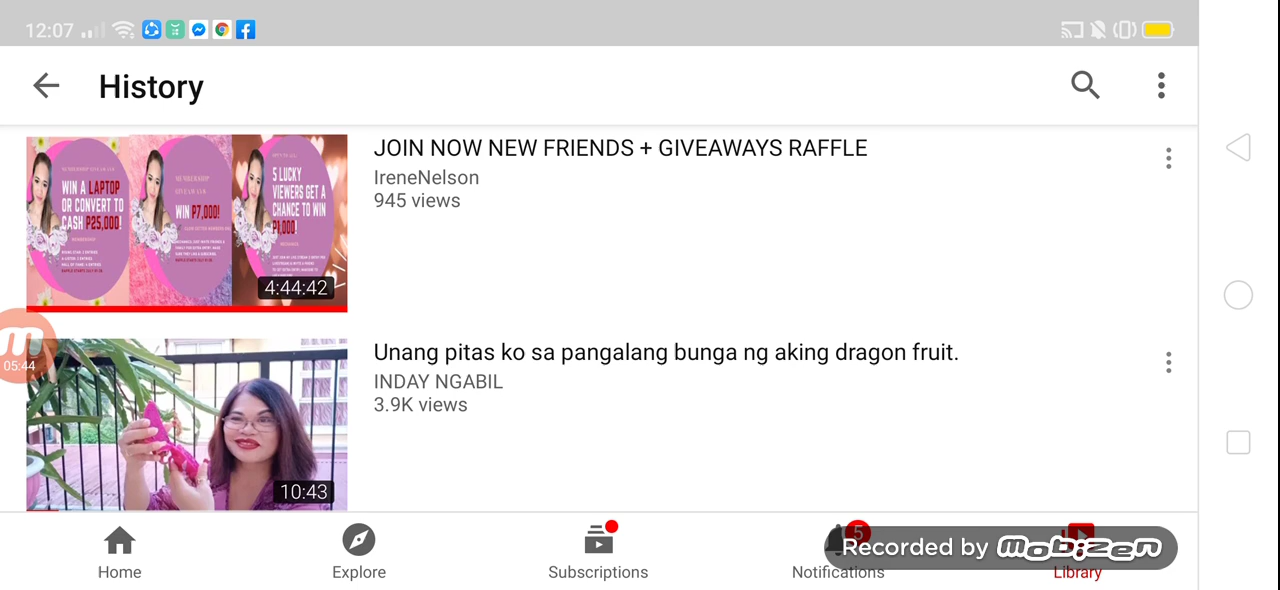 12:07
History
WIN A LAPTOP
OR CONVERT TO
CASH P25,000!
WIN P7,000!
5 LUCKY
VIEWERS GET A
CHANCE TO WIN
P1,000!
4:44:42
JOIN NOW NEW FRIENDS + GIVEAWAYS RAFFLE
IreneNelson
945 views
05:44
10:43
Unang pitas ko sa pangalang bunga ng aking dragon fruit.
INDAY NGABIL
3.9K views
5
Recorded by mobizen
Home
Explore
Subscriptions
Notifications
Library